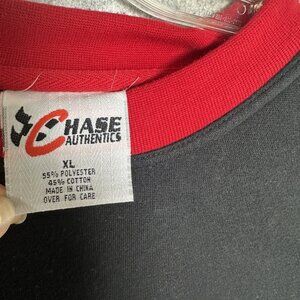 CHASE
AUTHENTICS
XL
55% POLYESTER
45% COTTON
MADE IN CHINA
OVER FOR CARE